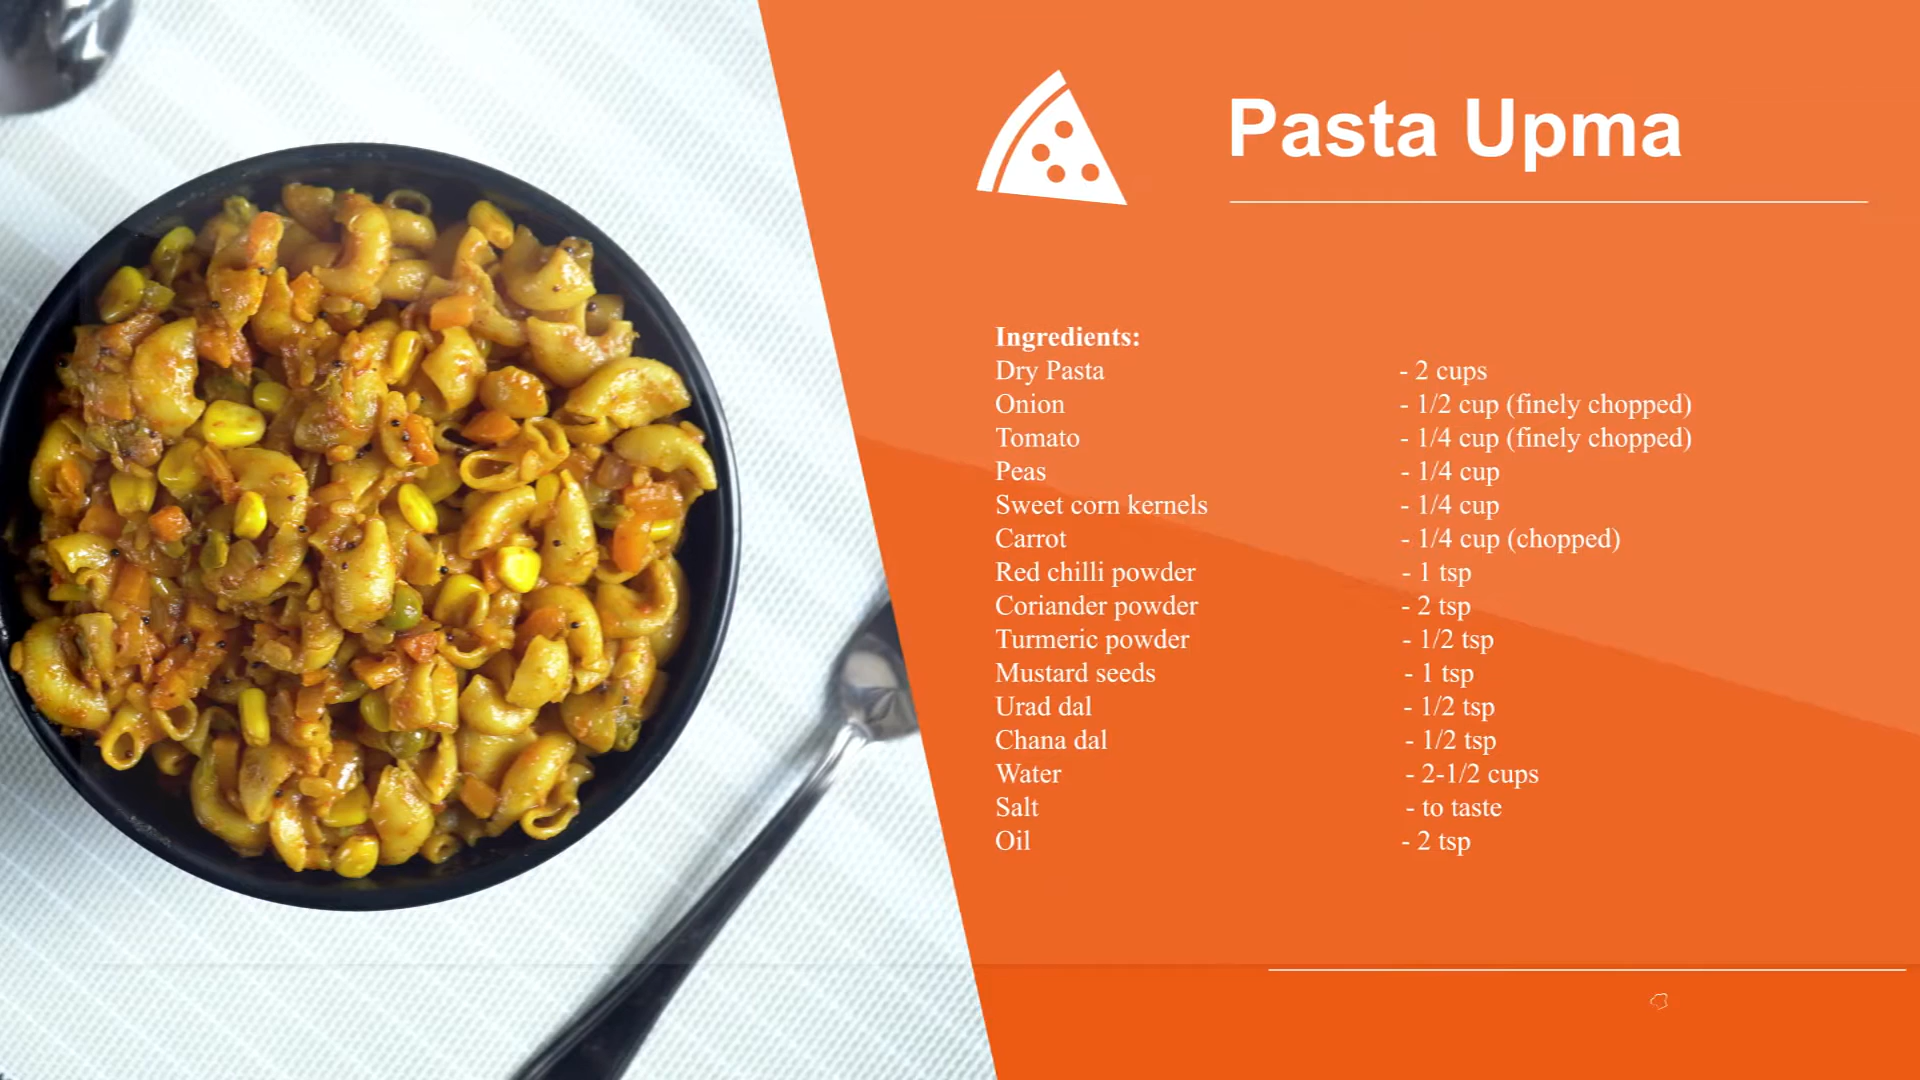 Pasta Upma
Ingredients:
Dry Pasta - 2 cups
Onion - 1/2 cup (finely chopped)
Tomato - 1/4 cup (finely chopped)
Peas - 1/4 cup
Sweet corn kernels - 1/4 cup
Carrot - 1/4 cup (chopped)
Red chilli powder - 1 tsp
Coriander powder - 2 tsp
Turmeric powder - 1/2 tsp
Mustard seeds - 1 tsp
Urad dal - 1/2 tsp
Chana dal - 1/2 tsp
Water - 2-1/2 cups
Salt - to taste
Oil - 2 tsp